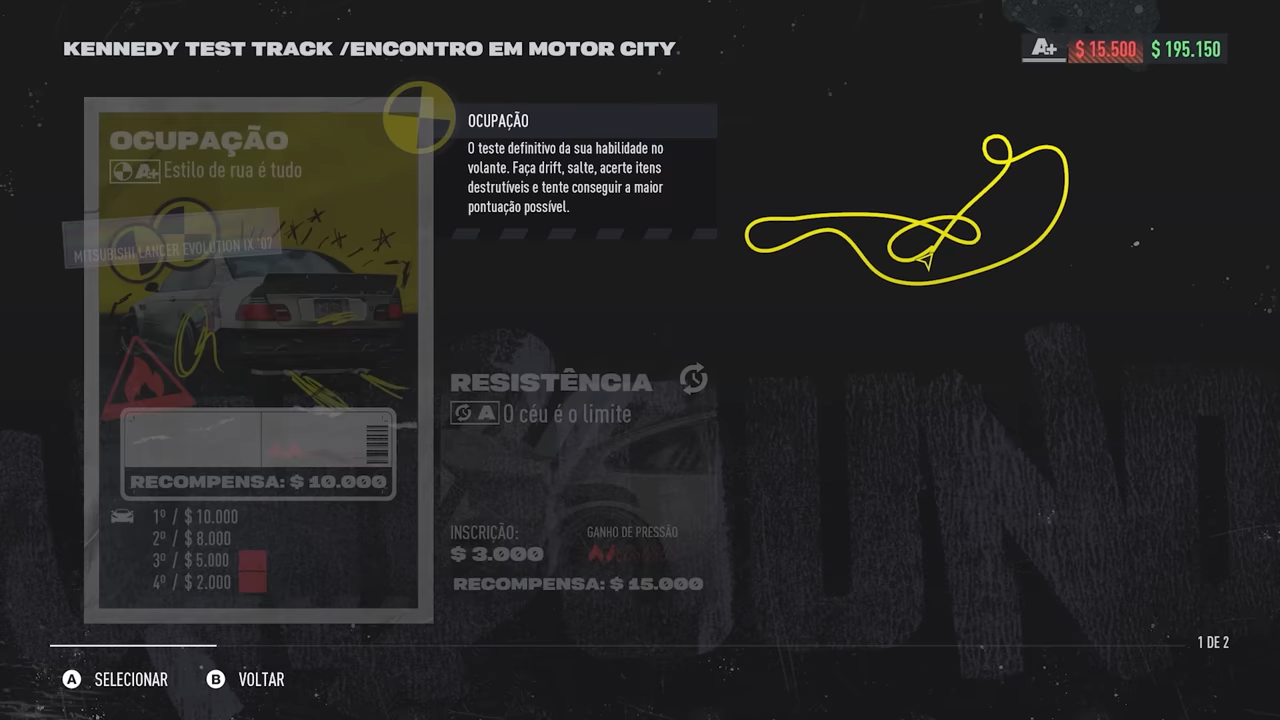 KENNEDY TEST TRACK /ENCONTRO EM MOTOR CITY
A+ $ 15.500 $ 195.150
OCUPAÇÃO
A+ Estilo de rua é tudo
MITSUBISHI LANCER EVOLUTION IX '07
RECOMPENSA: $ 10.000
1º / $ 10.000
2º / $ 8.000
3º / $ 5.000
4º / $ 2.000
OCUPAÇÃO
O teste definitivo da sua habilidade no
volante. Faça drift, salte, acerte itens
destrutíveis e tente conseguir a maior
pontuação possível.
RESISTÊNCIA
A O céu é o limite
INSCRIÇÃO:
$ 3.000
GANHO DE PRESSÃO
RECOMPENSA: $ 15.000
1 DE 2
A SELECIONAR B VOLTAR